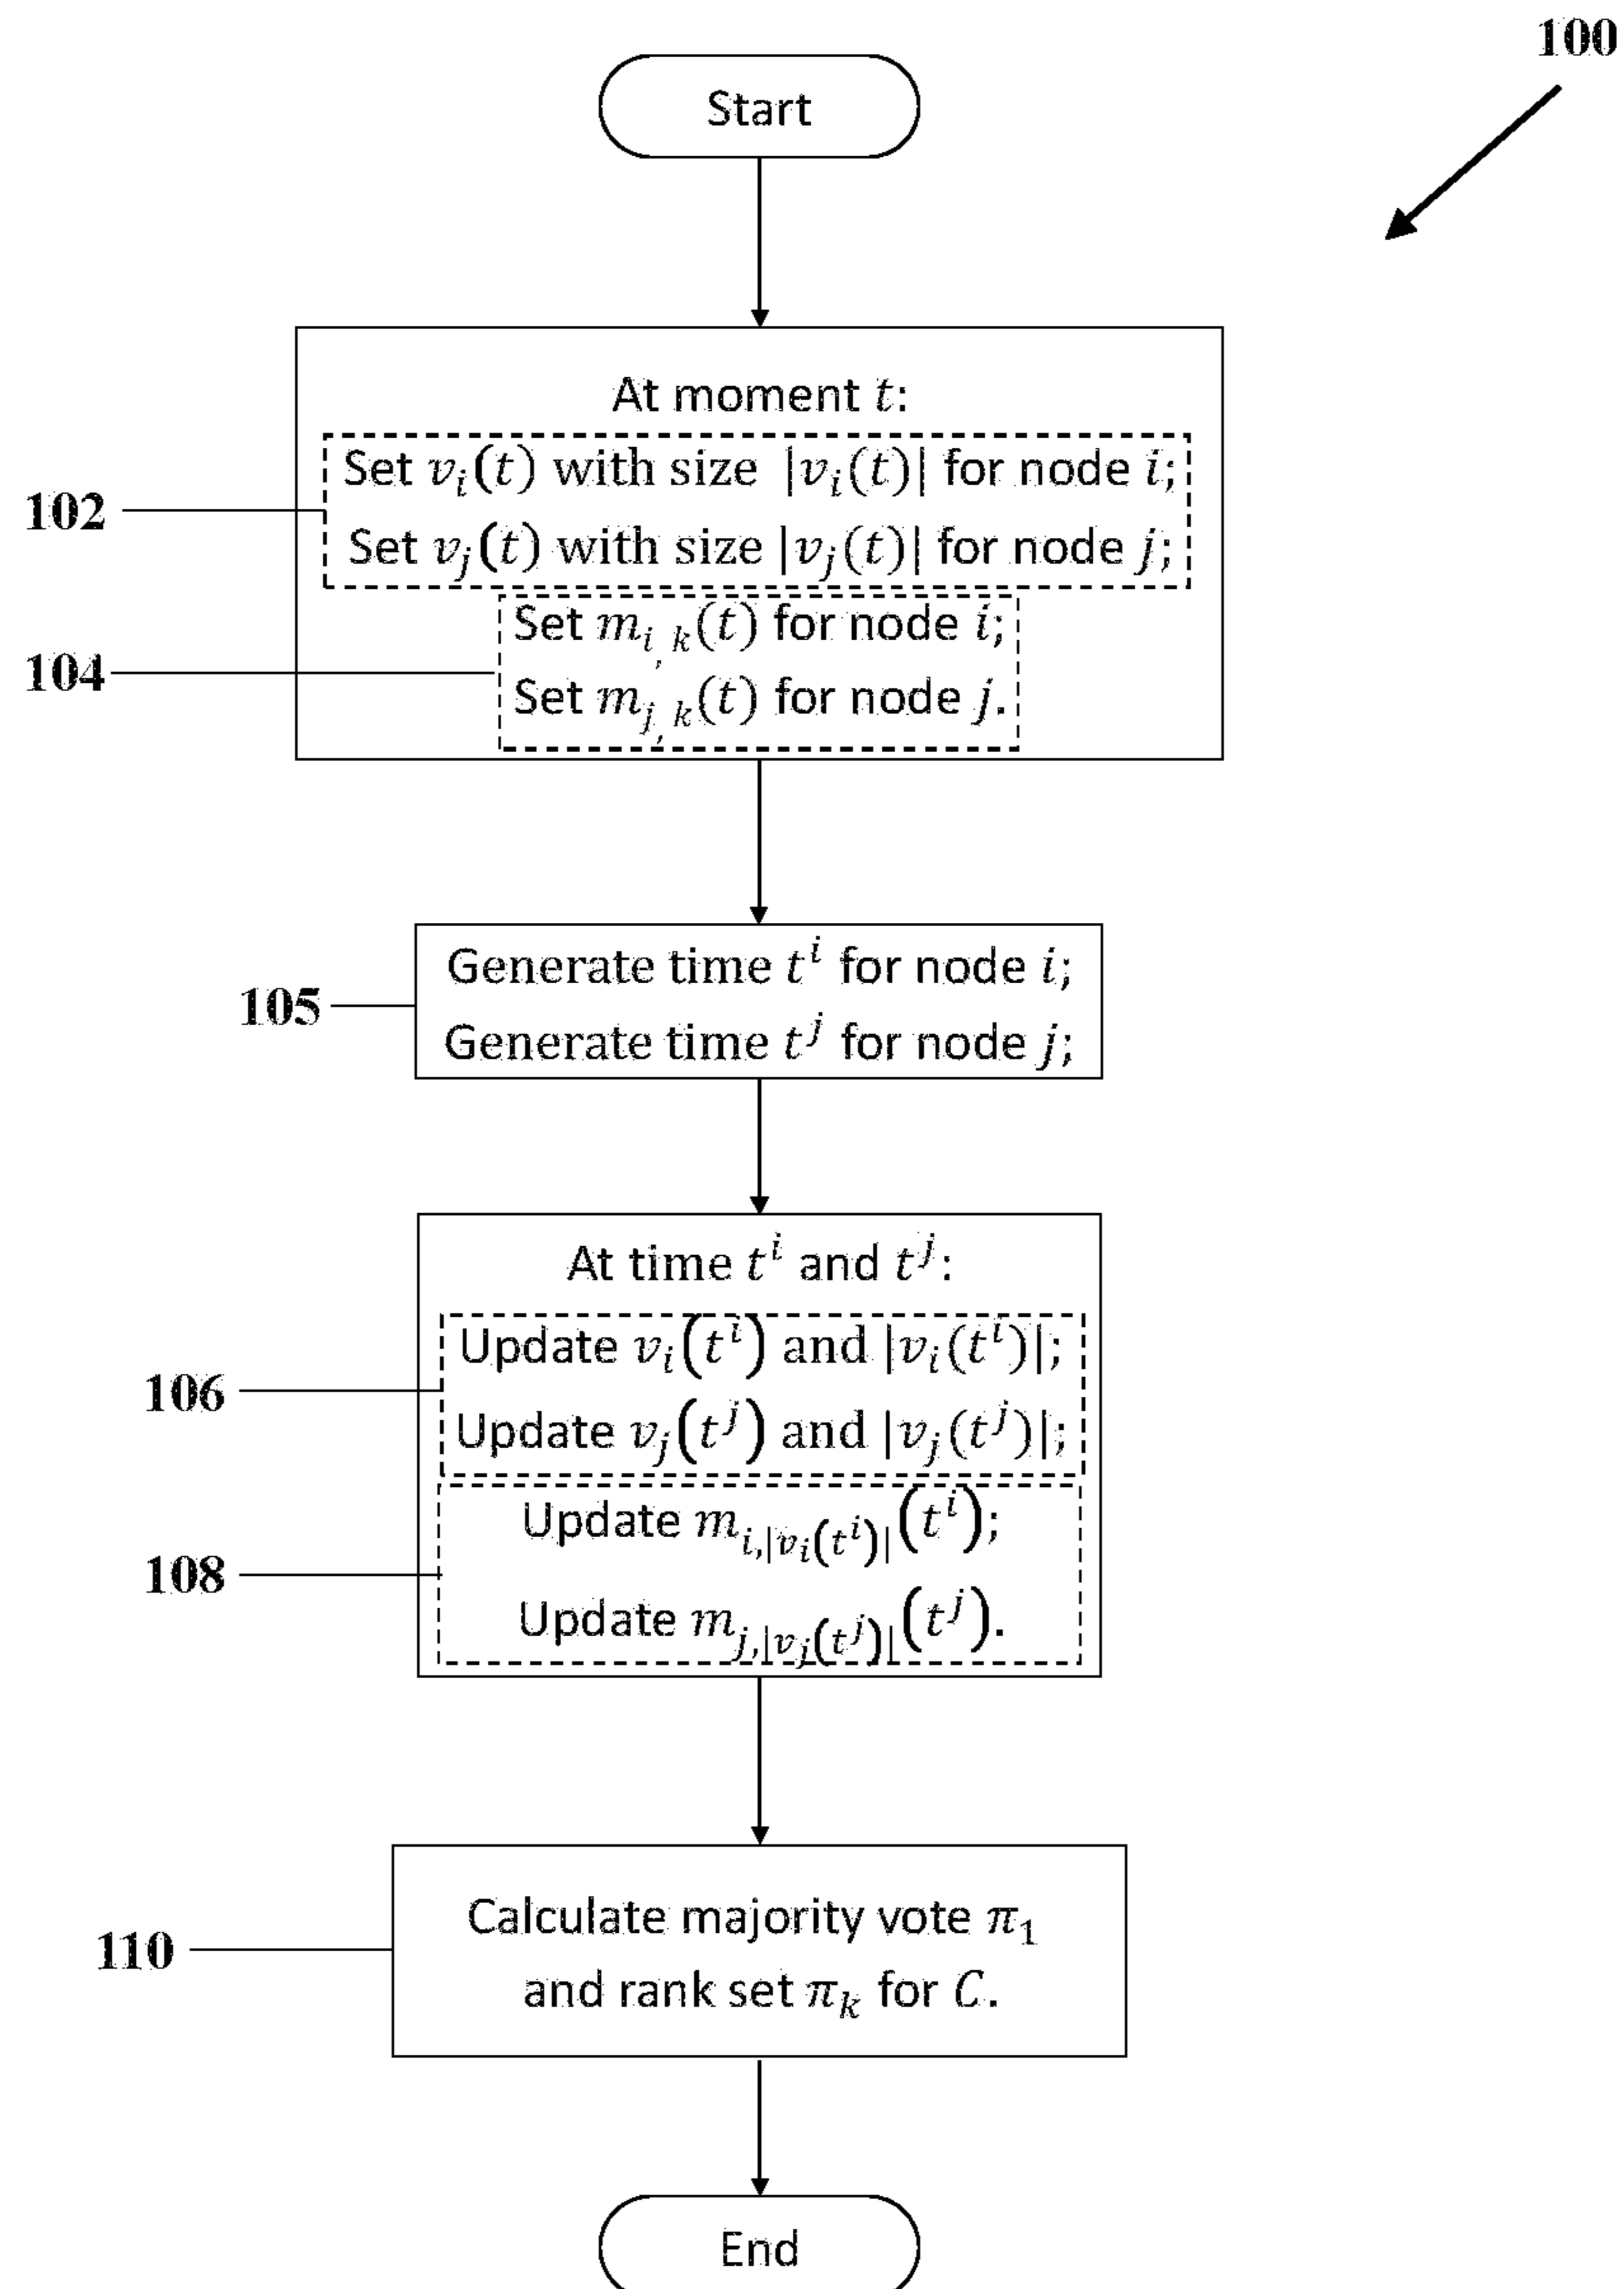 100
Start
At moment t:
Set v_i(t) with size |v_i(t)| for node i;
Set v_j(t) with size |v_j(t)| for node j;
102
Set m_{i,k}(t) for node i;
Set m_{j,k}(t) for node j.
104
Generate time t^i for node i;
Generate time t^j for node j;
105
At time t^i and t^j:
Update v_i(t^i) and |v_i(t^i)|;
Update v_j(t^j) and |v_j(t^j)|;
106
Update m_{i,|v_i(t^i)|}(t^i);
Update m_{j,|v_j(t^j)|}(t^j).
108
Calculate majority vote π_1
and rank set π_k for C.
110
End